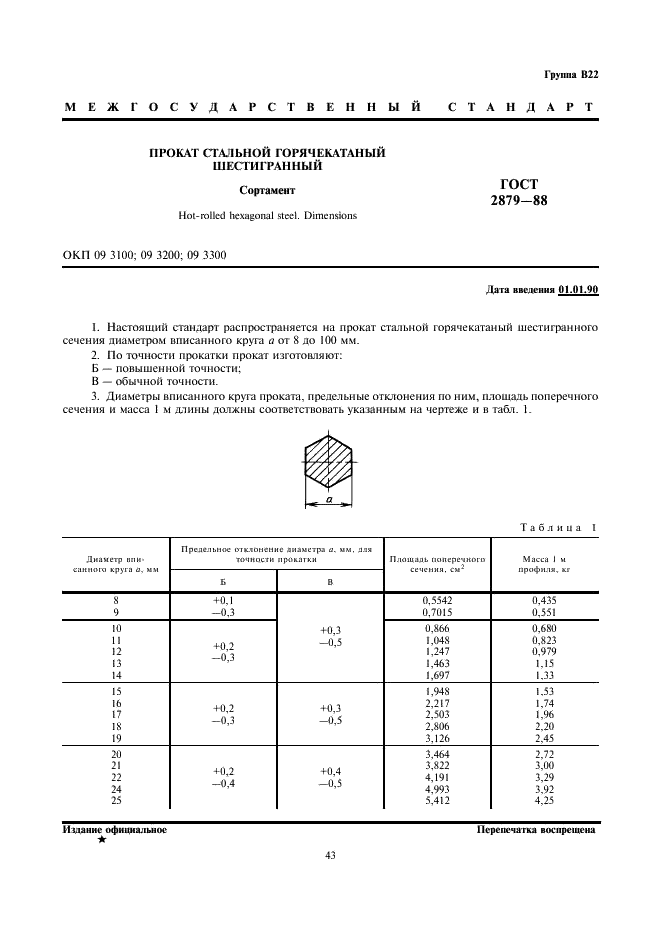 Группа В22
МЕЖГОСУДАРСТВЕННЫЙ СТАНДАРТ
ПРОКАТ СТАЛЬНОЙ ГОРЯЧЕКАТАНЫЙ
ШЕСТИГРАННЫЙ
Сортамент
Hot-rolled hexagonal steel. Dimensions
ГОСТ
2879—88
ОКП 09 3100; 09 3200; 09 3300
Дата введения 01.01.90
1. Настоящий стандарт распространяется на прокат стальной горячекатаный шестигранного
сечения диаметром вписанного круга а от 8 до 100 мм.
2. По точности прокатки прокат изготовляют:
Б — повышенной точности;
В — обычной точности.
3. Диаметры вписанного круга проката, предельные отклонения по ним, площадь поперечного
сечения и масса 1 м длины должны соответствовать указанным на чертеже и в табл. 1.
а
Таблица 1
Диаметр впи-
санного круга а, мм
Предельное отклонение диаметра а, мм, для
точности прокатки
Б В
Площадь поперечного
сечения, см²
Масса 1 м
профиля, кг
8 +0,1 0,5542 0,435
9 —0,3 0,7015 0,551
+0,3
—0,5
10 0,866 0,680
11 1,048 0,823
12 +0,2 1,247 0,979
13 —0,3 1,463 1,15
14 1,697 1,33
15 1,948 1,53
16 2,217 1,74
17 +0,2 +0,3 2,503 1,96
18 —0,3 —0,5 2,806 2,20
19 3,126 2,45
20 3,464 2,72
21 3,822 3,00
22 +0,2 +0,4 4,191 3,29
24 —0,4 —0,5 4,993 3,92
25 5,412 4,25
Издание официальное Перепечатка воспрещена
★
43